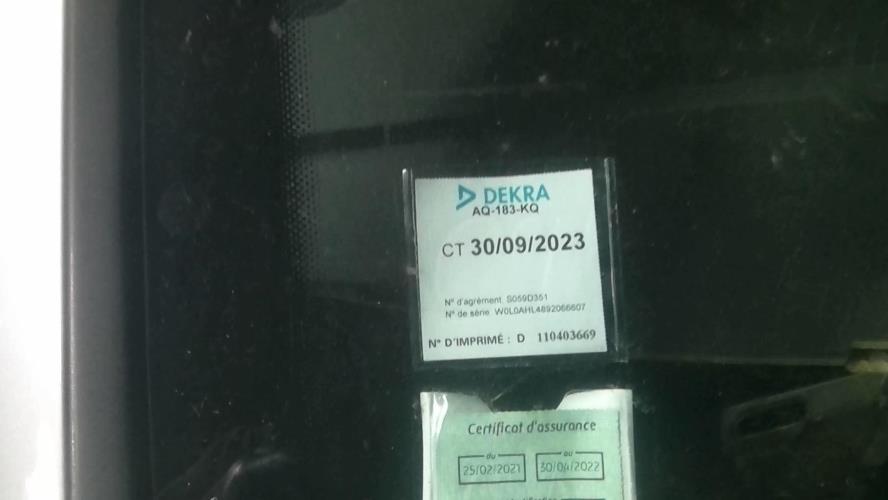 DEKRA
AQ-183-KQ
CT 30/09/2023
N° d'agrément S059D351
N° de série W0L0AHL4892066607
N° D'IMPRIMÉ : D 110403669
Certificat d'assurance
du au
25/02/2021 30/04/2022